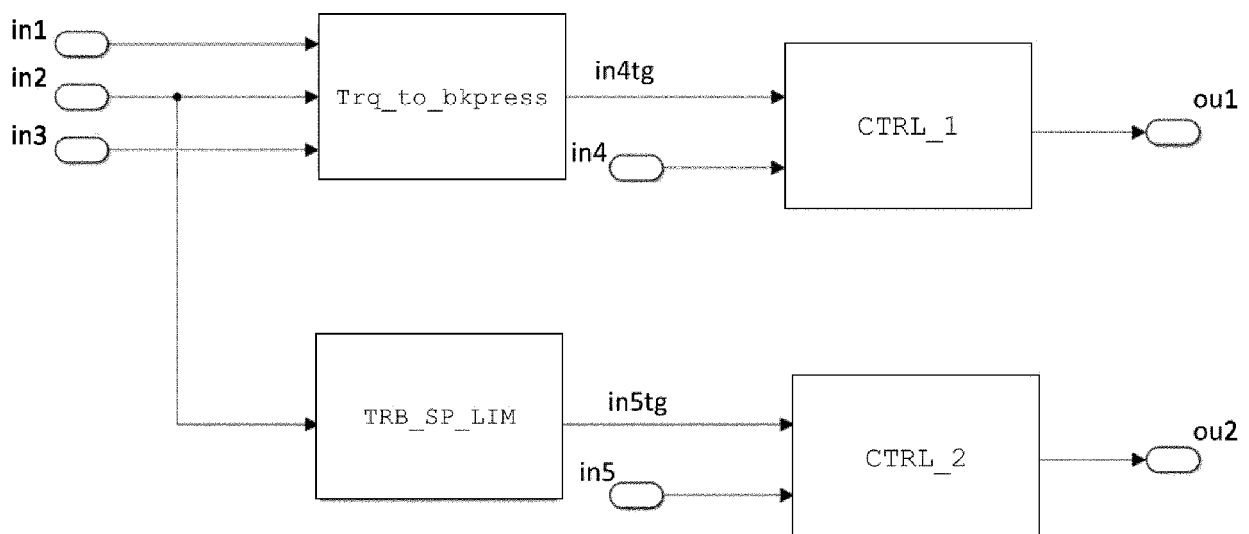 in1
in2
in3
Trq_to_bkpress
in4tg
in4
CTRL_1
ou1
TRB_SP_LIM
in5tg
in5
CTRL_2
ou2